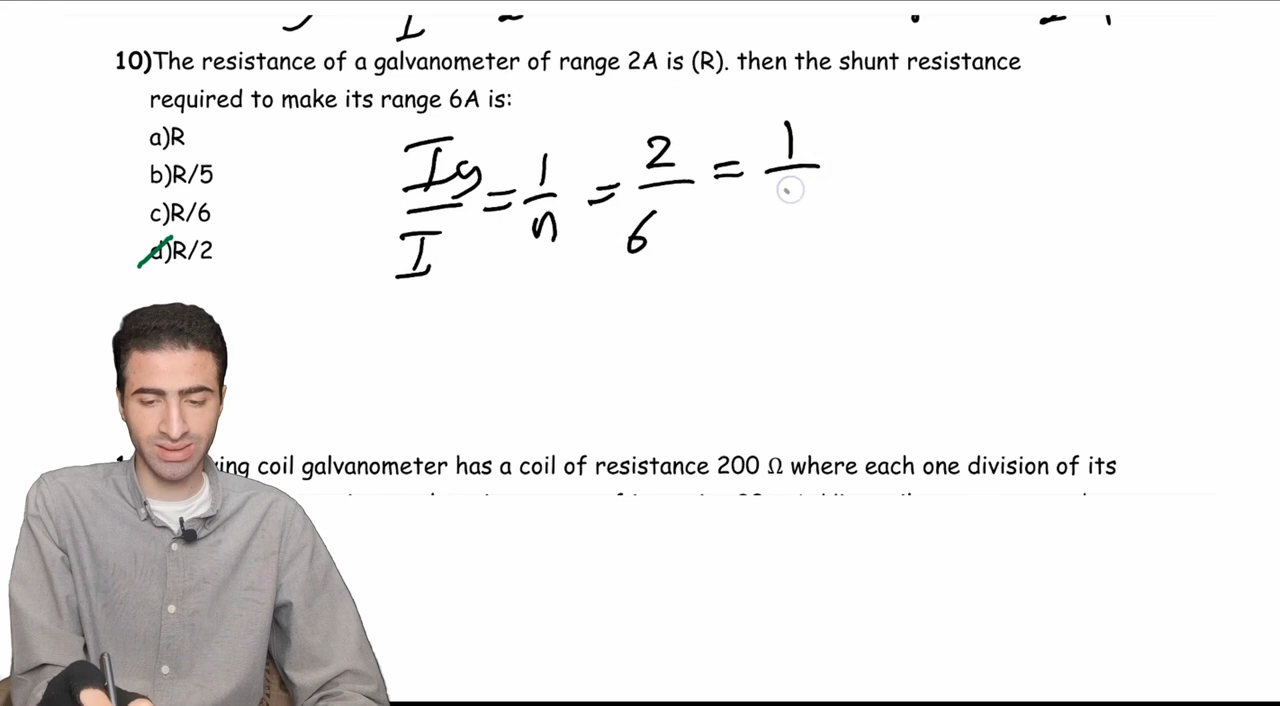 10)The resistance of a galvanometer of range 2A is (R). then the shunt resistance
required to make its range 6A is:
a)R
b)R/5
c)R/6
d)R/2
Ig/I = 1/n = 2/6 = 1/
ing coil galvanometer has a coil of resistance 200 Ω where each one division of its